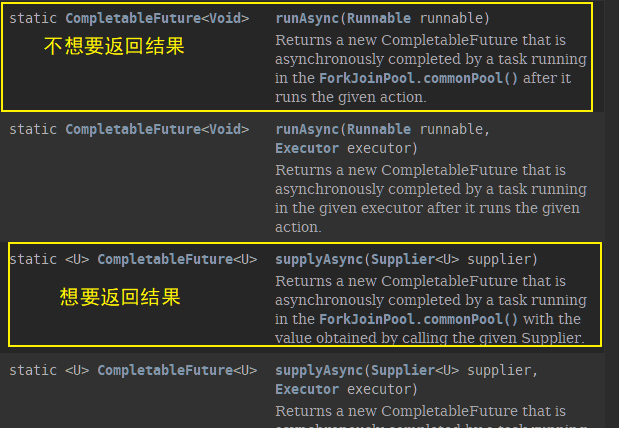 static CompletableFuture<Void> runAsync(Runnable runnable)
不想要返回结果
Returns a new CompletableFuture that is
asynchronously completed by a task running
in the ForkJoinPool.commonPool() after it
runs the given action.
static CompletableFuture<Void> runAsync(Runnable runnable,
Executor executor)
Returns a new CompletableFuture that is
asynchronously completed by a task running
in the given executor after it runs the given
action.
static <U> CompletableFuture<U> supplyAsync(Supplier<U> supplier)
想要返回结果
Returns a new CompletableFuture that is
asynchronously completed by a task running
in the ForkJoinPool.commonPool() with the
value obtained by calling the given Supplier.
static <U> CompletableFuture<U> supplyAsync(Supplier<U> supplier,
Executor executor)
Returns a new CompletableFuture that is
asynchronously completed by a task running